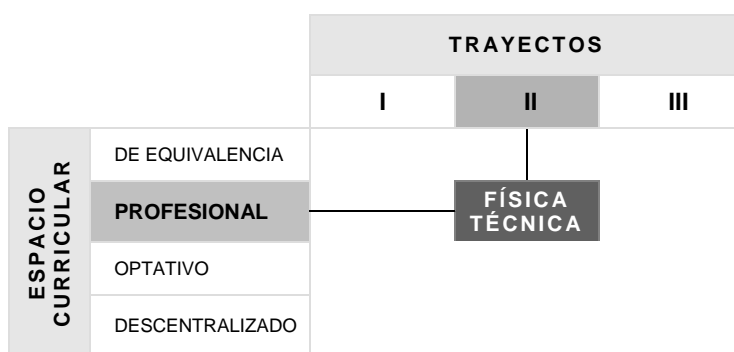 TRAYECTOS
I II III
ESPACIO
CURRICULAR
DE EQUIVALENCIA
PROFESIONAL
FÍSICA
TÉCNICA
OPTATIVO
DESCENTRALIZADO